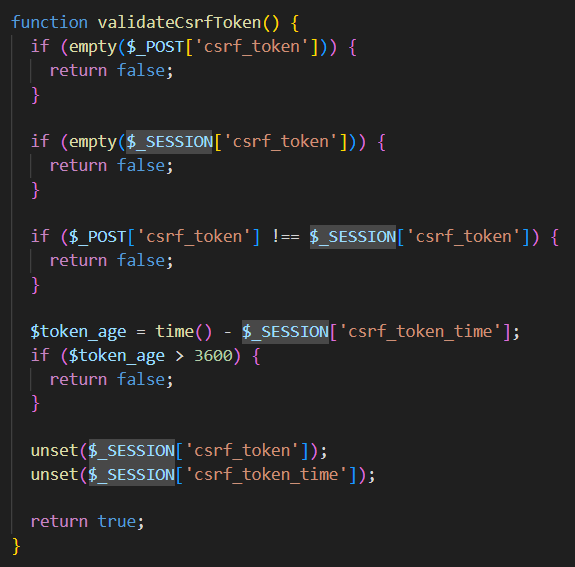 function validateCsrfToken() {
  if (empty($_POST['csrf_token'])) {
    return false;
  }

  if (empty($_SESSION['csrf_token'])) {
    return false;
  }

  if ($_POST['csrf_token'] !== $_SESSION['csrf_token']) {
    return false;
  }

  $token_age = time() - $_SESSION['csrf_token_time'];
  if ($token_age > 3600) {
    return false;
  }

  unset($_SESSION['csrf_token']);
  unset($_SESSION['csrf_token_time']);

  return true;
}